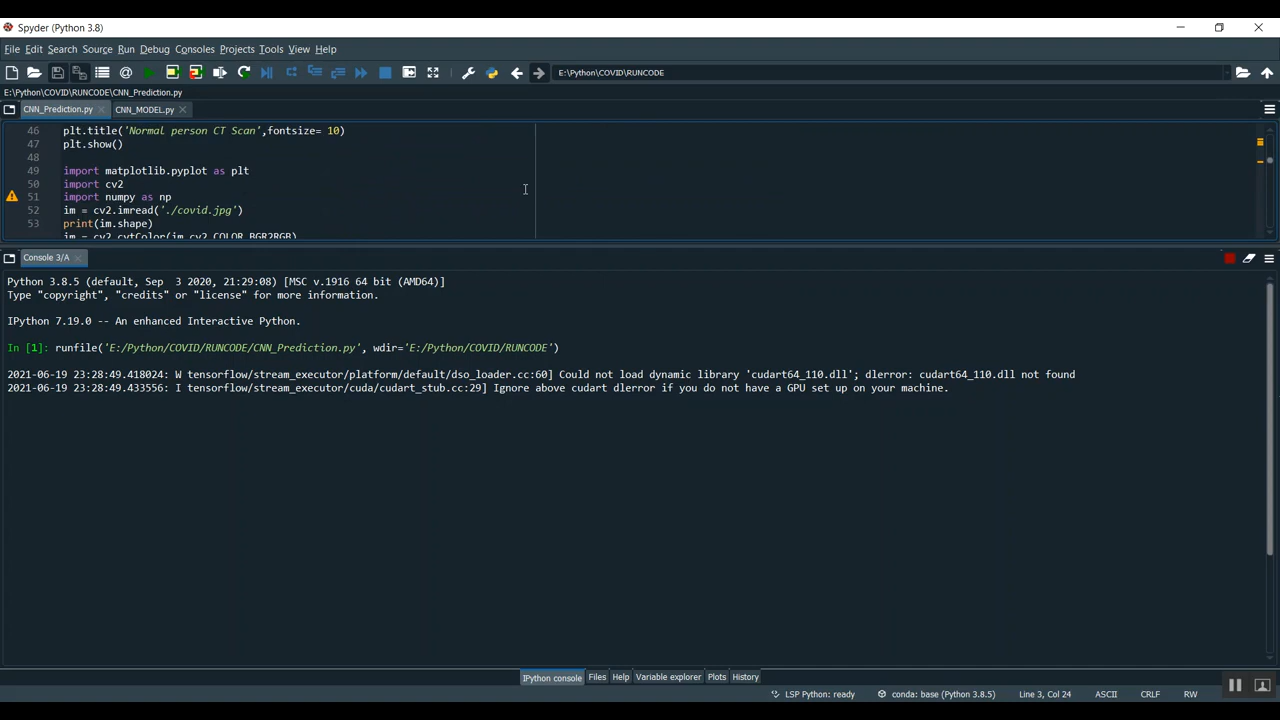 Spyder (Python 3.8)
File Edit Search Source Run Debug Consoles Projects Tools View Help
E:\Python\COVID\RUNCODE
E:\Python\COVID\RUNCODE\CNN_Prediction.py
CNN_Prediction.py CNN_MODEL.py
46 plt.title('Normal person CT Scan',fontsize= 10)
47 plt.show()
48
49 import matplotlib.pyplot as plt
50 import cv2
51 import numpy as np
52 im = cv2.imread('./covid.jpg')
53 print(im.shape)
im = cv2.cvtColor(im,cv2.COLOR_BGR2RGB)
Console 3/A
Python 3.8.5 (default, Sep  3 2020, 21:29:08) [MSC v.1916 64 bit (AMD64)]
Type "copyright", "credits" or "license" for more information.
IPython 7.19.0 -- An enhanced Interactive Python.
In [1]: runfile('E:/Python/COVID/RUNCODE/CNN_Prediction.py', wdir='E:/Python/COVID/RUNCODE')
2021-06-19 23:28:49.418024: W tensorflow/stream_executor/platform/default/dso_loader.cc:60] Could not load dynamic library 'cudart64_110.dll'; dlerror: cudart64_110.dll not found
2021-06-19 23:28:49.433556: I tensorflow/stream_executor/cuda/cudart_stub.cc:29] Ignore above cudart dlerror if you do not have a GPU set up on your machine.
IPython console Files Help Variable explorer Plots History
LSP Python: ready conda: base (Python 3.8.5) Line 3, Col 24 ASCII CRLF RW